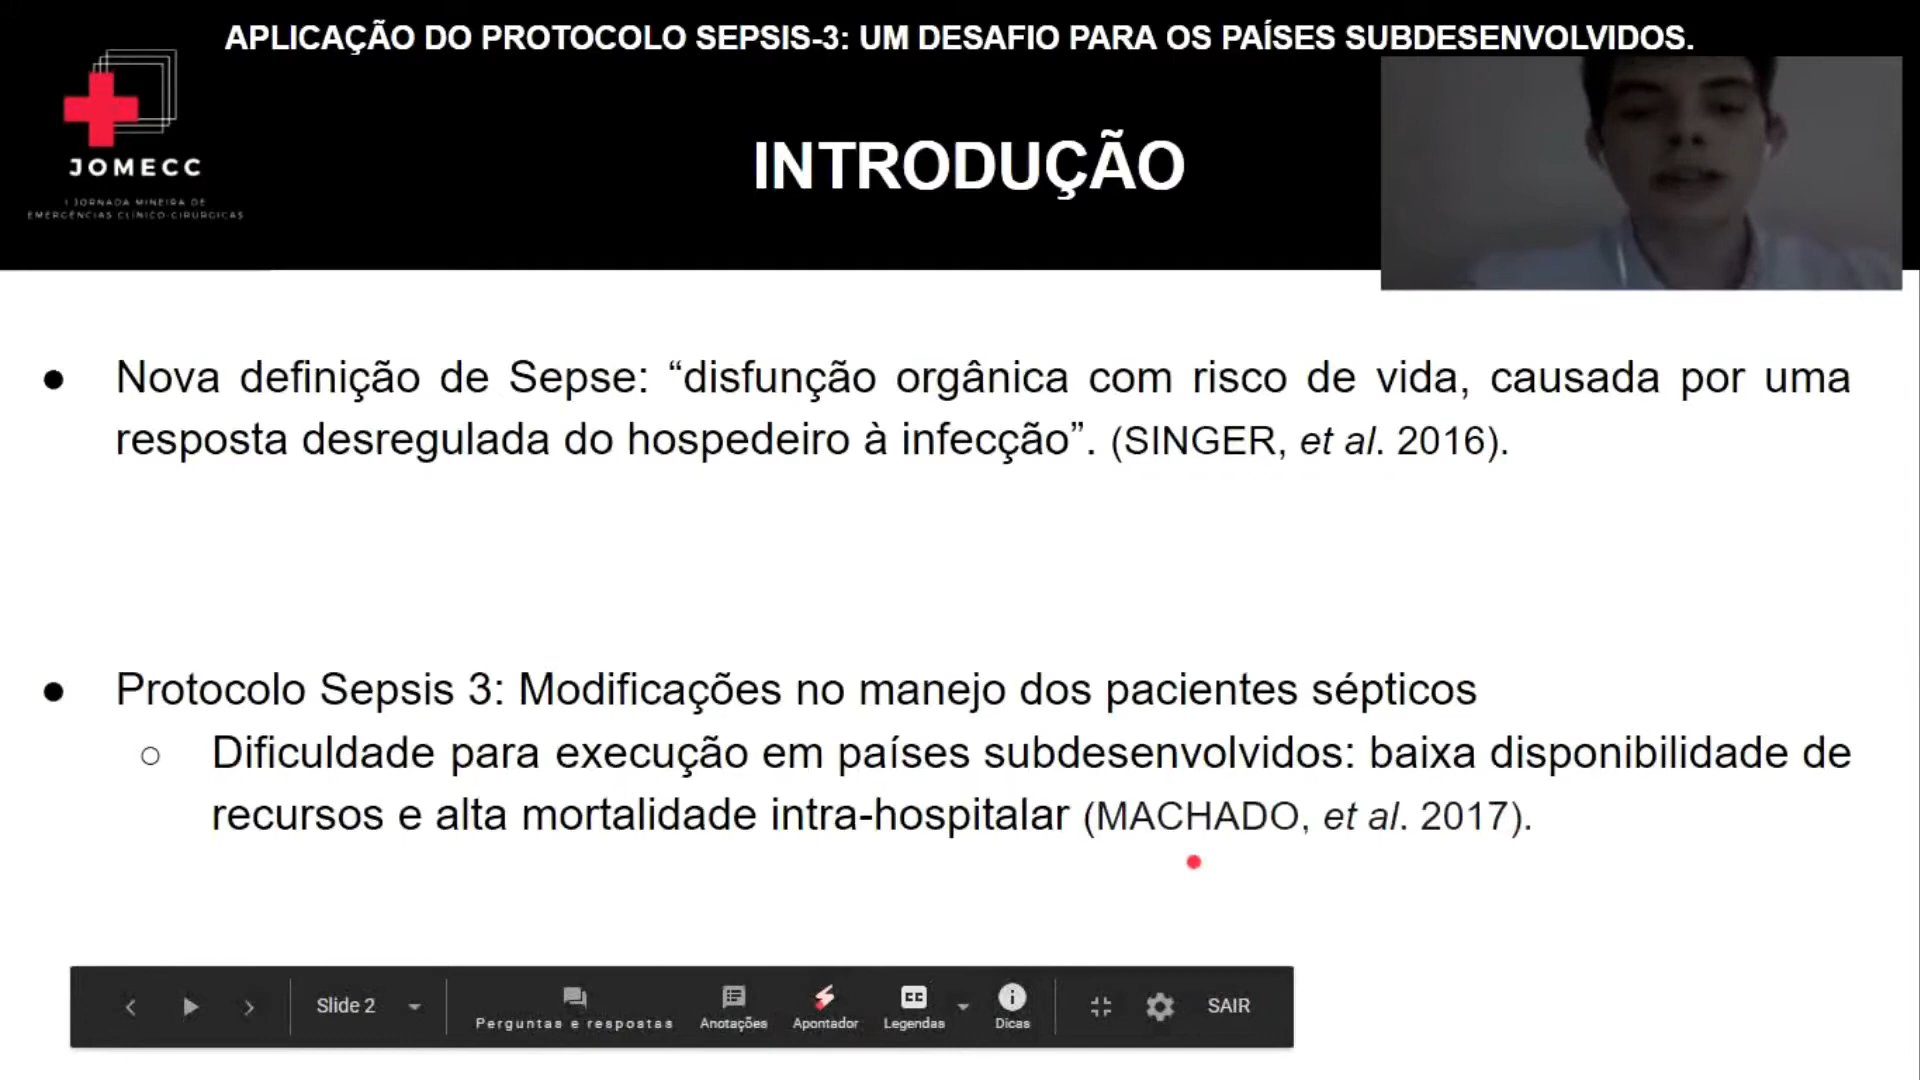 APLICAÇÃO DO PROTOCOLO SEPSIS-3: UM DESAFIO PARA OS PAÍSES SUBDESENVOLVIDOS.
JOMECC
I JORNADA MINEIRA DE
EMERGÊNCIAS CLÍNICO-CIRÚRGICAS
INTRODUÇÃO
● Nova definição de Sepse: “disfunção orgânica com risco de vida, causada por uma
resposta desregulada do hospedeiro à infecção”. (SINGER, et al. 2016).
● Protocolo Sepsis 3: Modificações no manejo dos pacientes sépticos
○ Dificuldade para execução em países subdesenvolvidos: baixa disponibilidade de
recursos e alta mortalidade intra-hospitalar (MACHADO, et al. 2017).
Slide 2
Perguntas e respostas
Anotações
Apontador
CC
Legendas
Dicas
SAIR